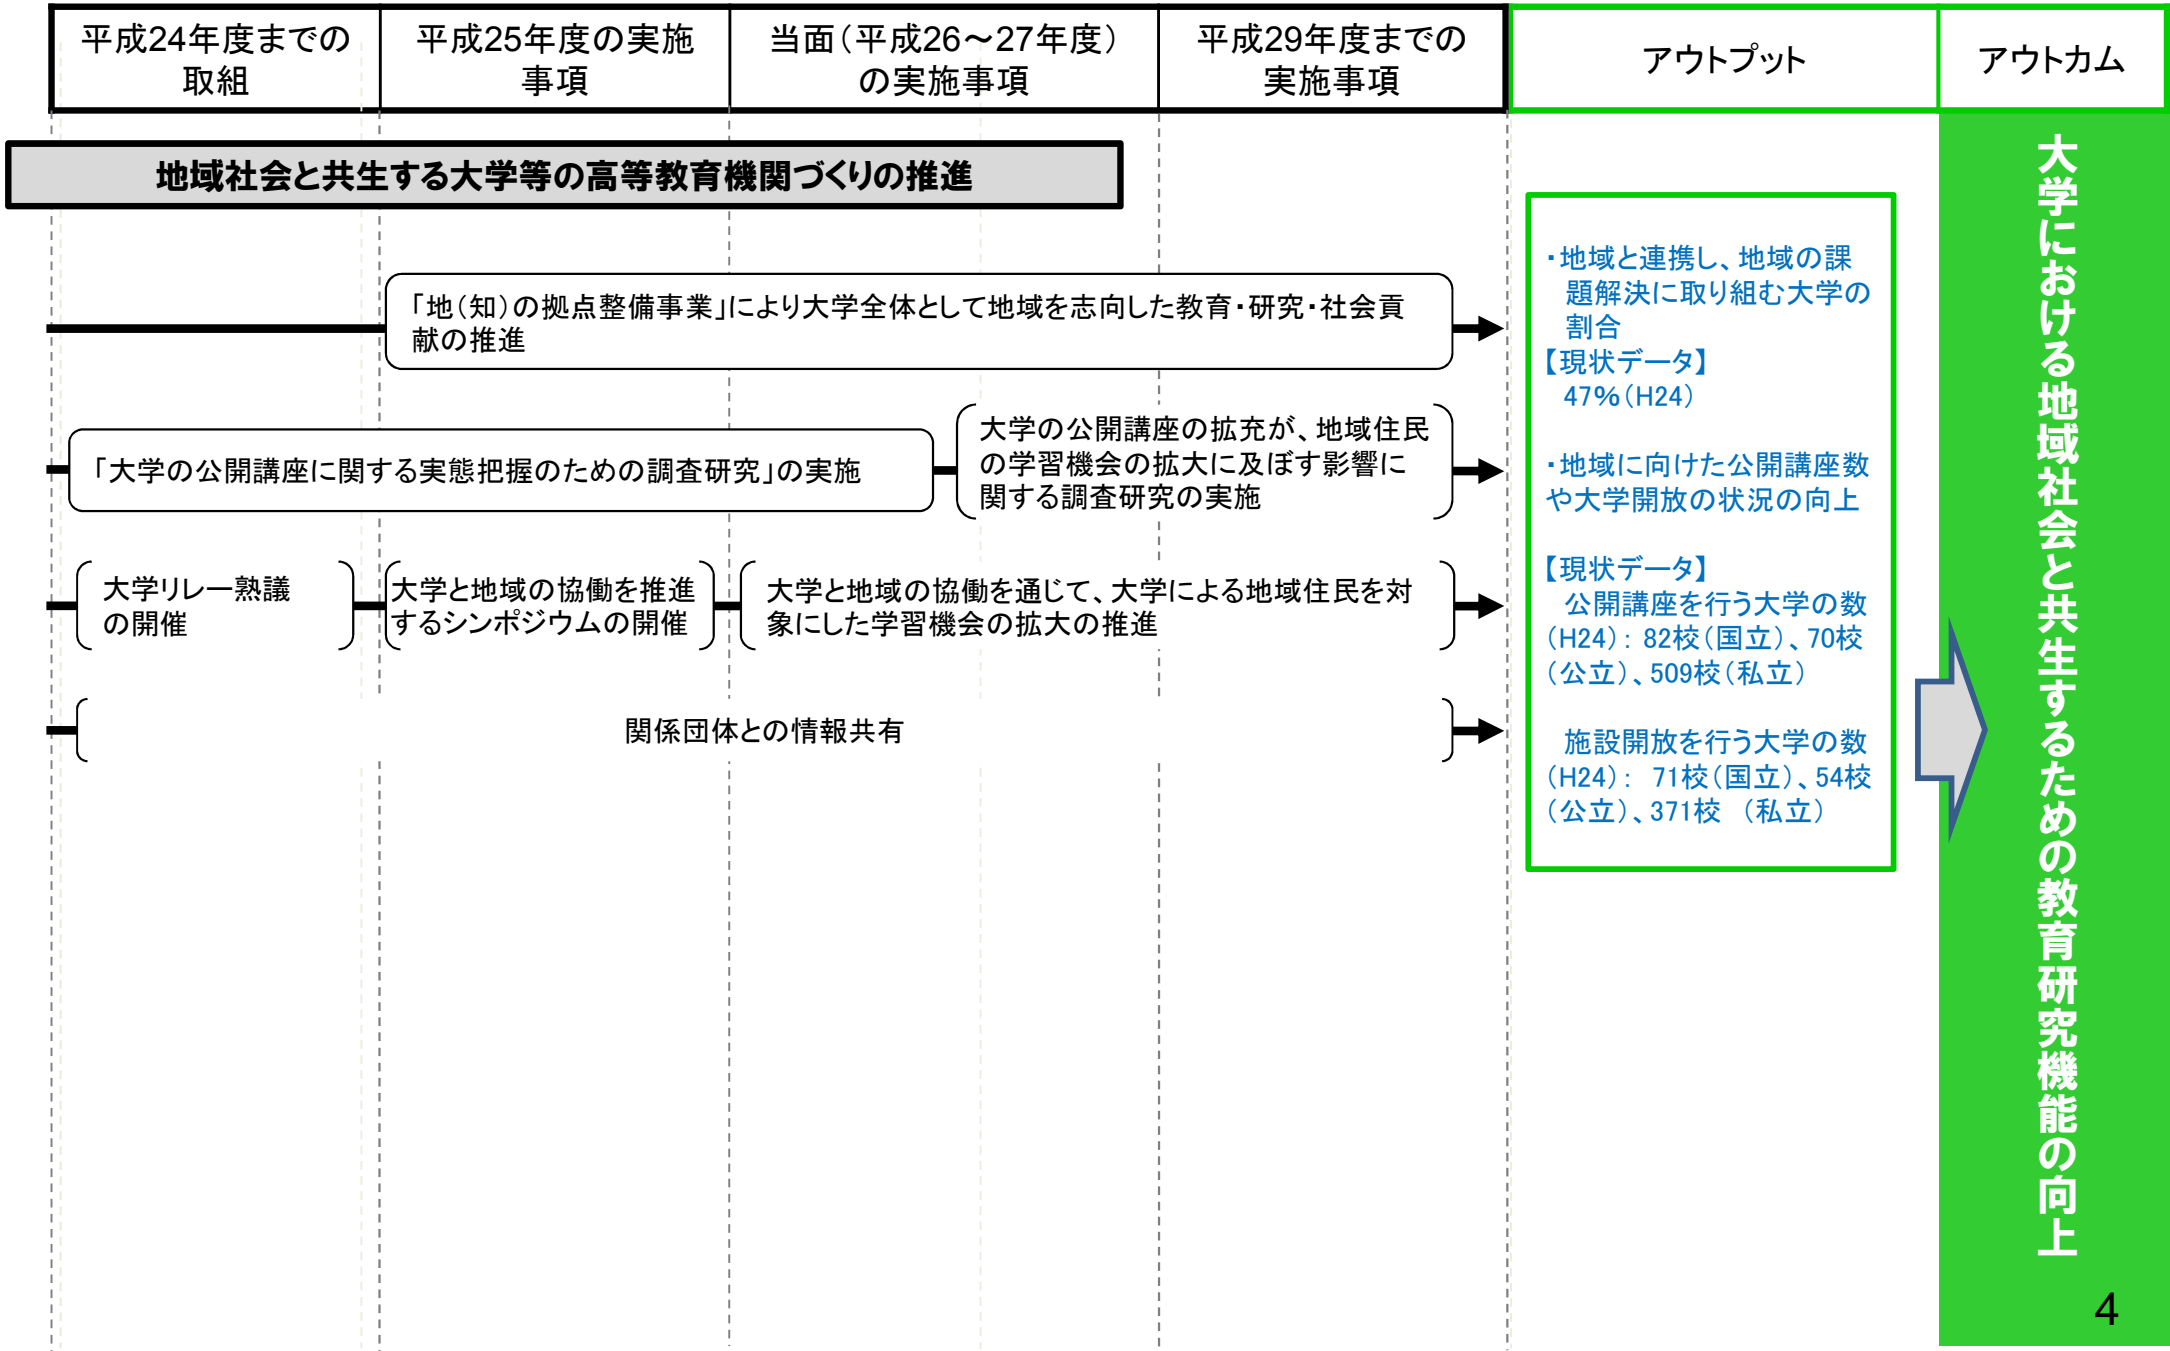 平成24年度までの
取組
平成25年度の実施
事項
当面（平成26～27年度）
の実施事項
平成29年度までの
実施事項
アウトプット
アウトカム
地域社会と共生する大学等の高等教育機関づくりの推進
「地（知）の拠点整備事業」により大学全体として地域を志向した教育・研究・社会貢
献の推進
「大学の公開講座に関する実態把握のための調査研究」の実施
大学の公開講座の拡充が、地域住民
の学習機会の拡大に及ぼす影響に
関する調査研究の実施
大学リレー熟議
の開催
大学と地域の協働を推進
するシンポジウムの開催
大学と地域の協働を通じて、大学による地域住民を対
象にした学習機会の拡大の推進
関係団体との情報共有
・地域と連携し、地域の課
題解決に取り組む大学の
割合
【現状データ】
47％（H24）
・地域に向けた公開講座数
や大学開放の状況の向上
【現状データ】
公開講座を行う大学の数
（H24）：82校（国立）、70校
（公立）、509校（私立）
施設開放を行う大学の数
（H24）： 71校（国立）、54校
（公立）、371校 （私立）
大学における地域社会と共生するための教育研究機能の向上
4